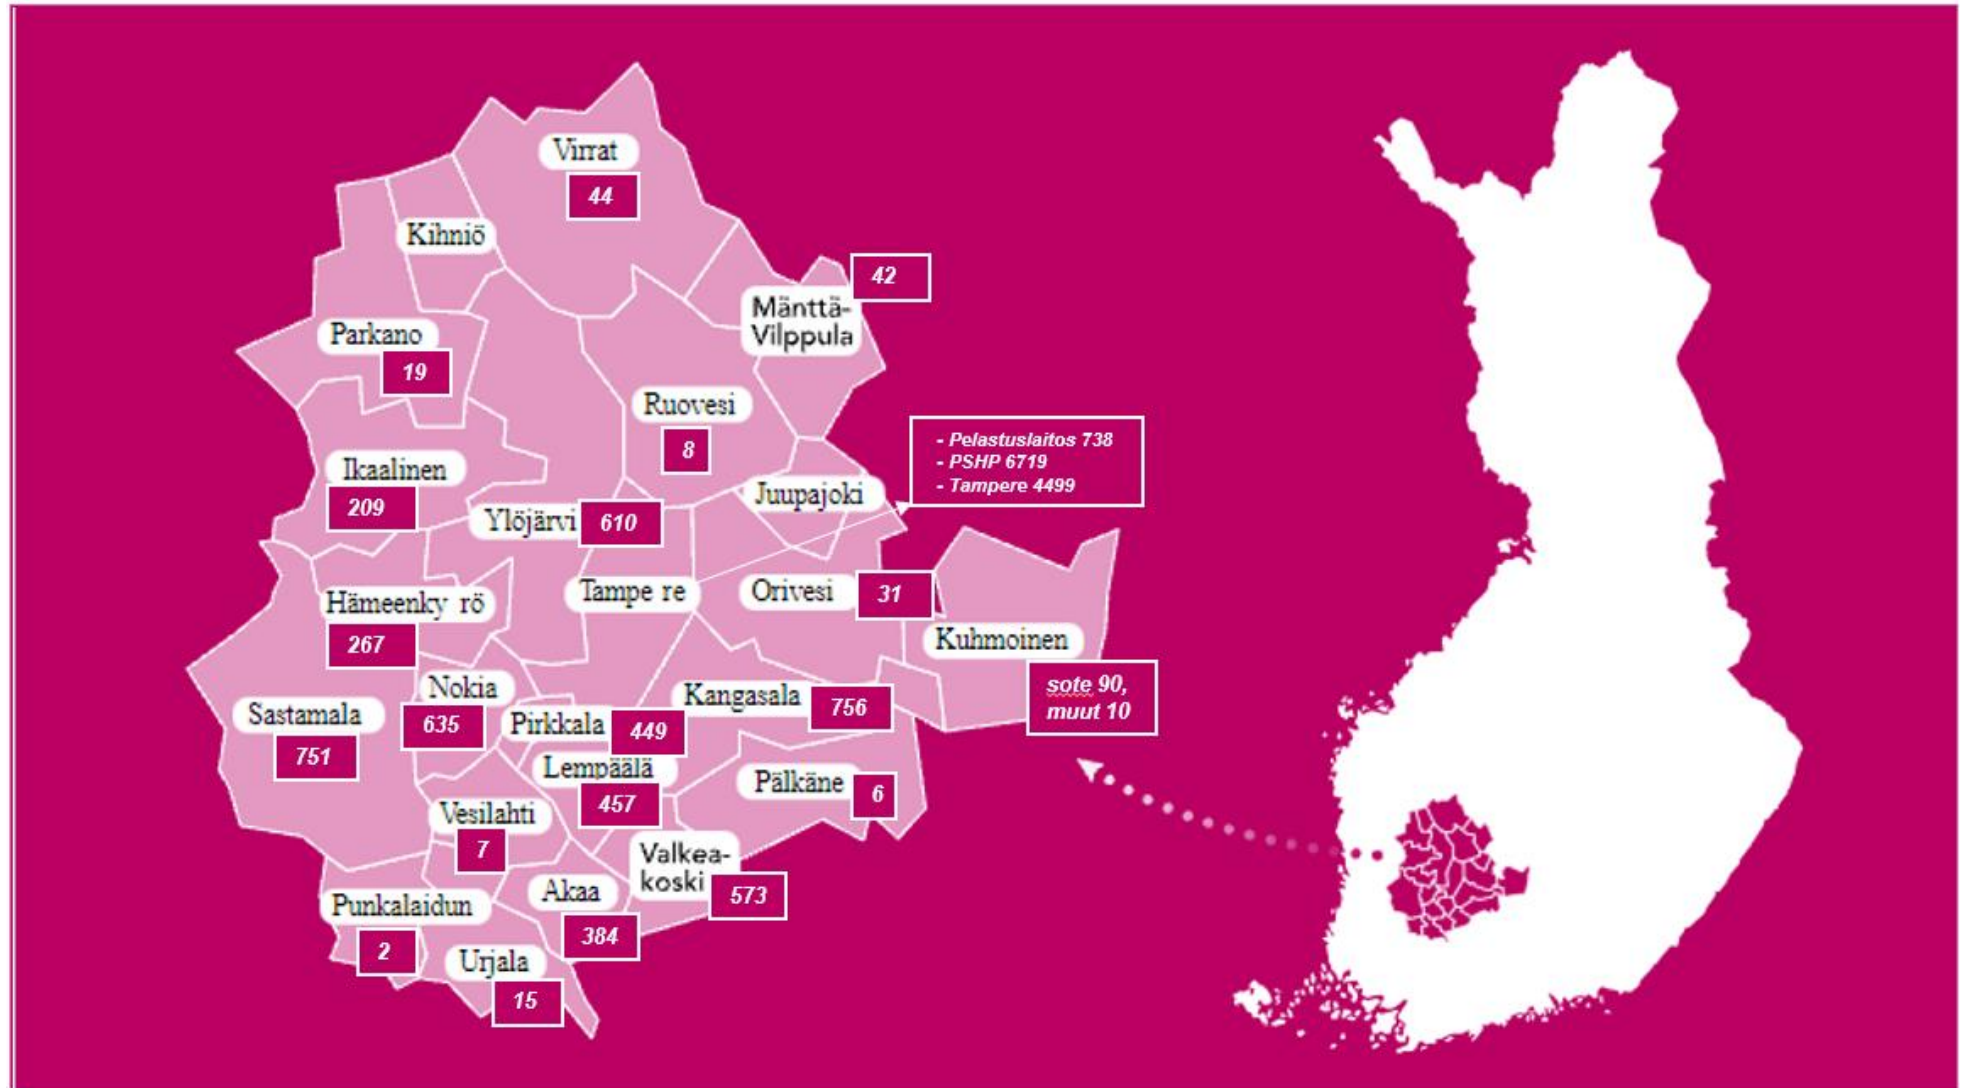 Virrat
44
Kihniö
42
Mänttä-
Vilppula
Parkano
19
Ruovesi
8
- Pelastuslaitos 738
- PSHP 6719
- Tampere 4499
Ikaalinen
209
Juupajoki
Ylöjärvi
610
Tampe re
Orivesi
31
Hämeenky rö
267
Kuhmoinen
sote 90,
muut 10
Nokia
635
Kangasala
756
Sastamala
751
Pirkkala
449
Lempäälä
457
Pälkäne
6
Vesilahti
7
Valkea-
koski
573
Akaa
384
Punkalaidun
2
Urjala
15